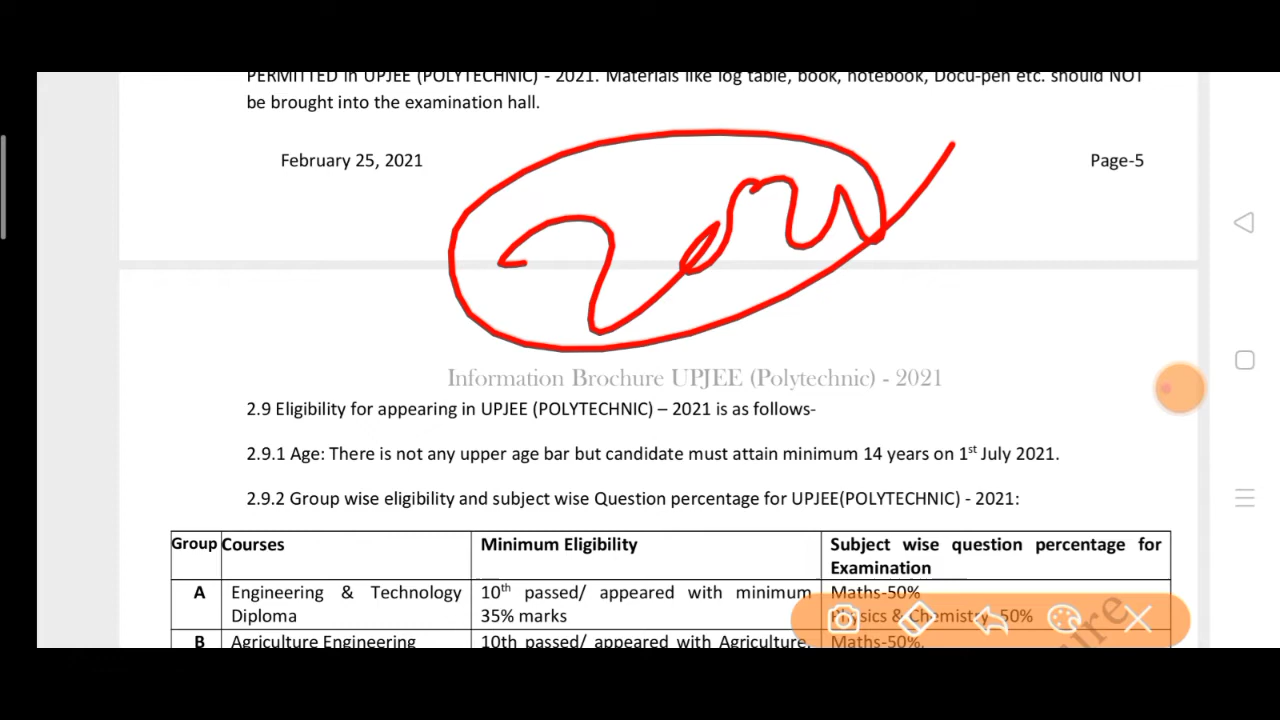 PERMITTED in UPJEE (POLYTECHNIC) - 2021. Materials like log table, book, notebook, Docu-pen etc. should NOT
be brought into the examination hall.
February 25, 2021
Page-5
Information Brochure UPJEE (Polytechnic) - 2021
2.9 Eligibility for appearing in UPJEE (POLYTECHNIC) – 2021 is as follows-
2.9.1 Age: There is not any upper age bar but candidate must attain minimum 14 years on 1st July 2021.
2.9.2 Group wise eligibility and subject wise Question percentage for UPJEE(POLYTECHNIC) - 2021:
Group Courses Minimum Eligibility Subject wise question percentage for
Examination
A Engineering & Technology 10th passed/ appeared with minimum Maths-50%
Diploma 35% marks Physics & Chemistry -50%
B Agriculture Engineering 10th passed/ appeared with Agriculture, Maths-50%,